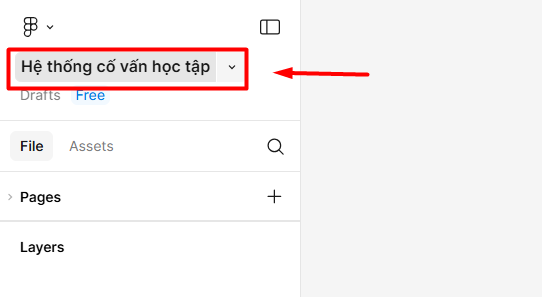 Hệ thống cố vấn học tập
Drafts Free
File Assets
Pages
Layers